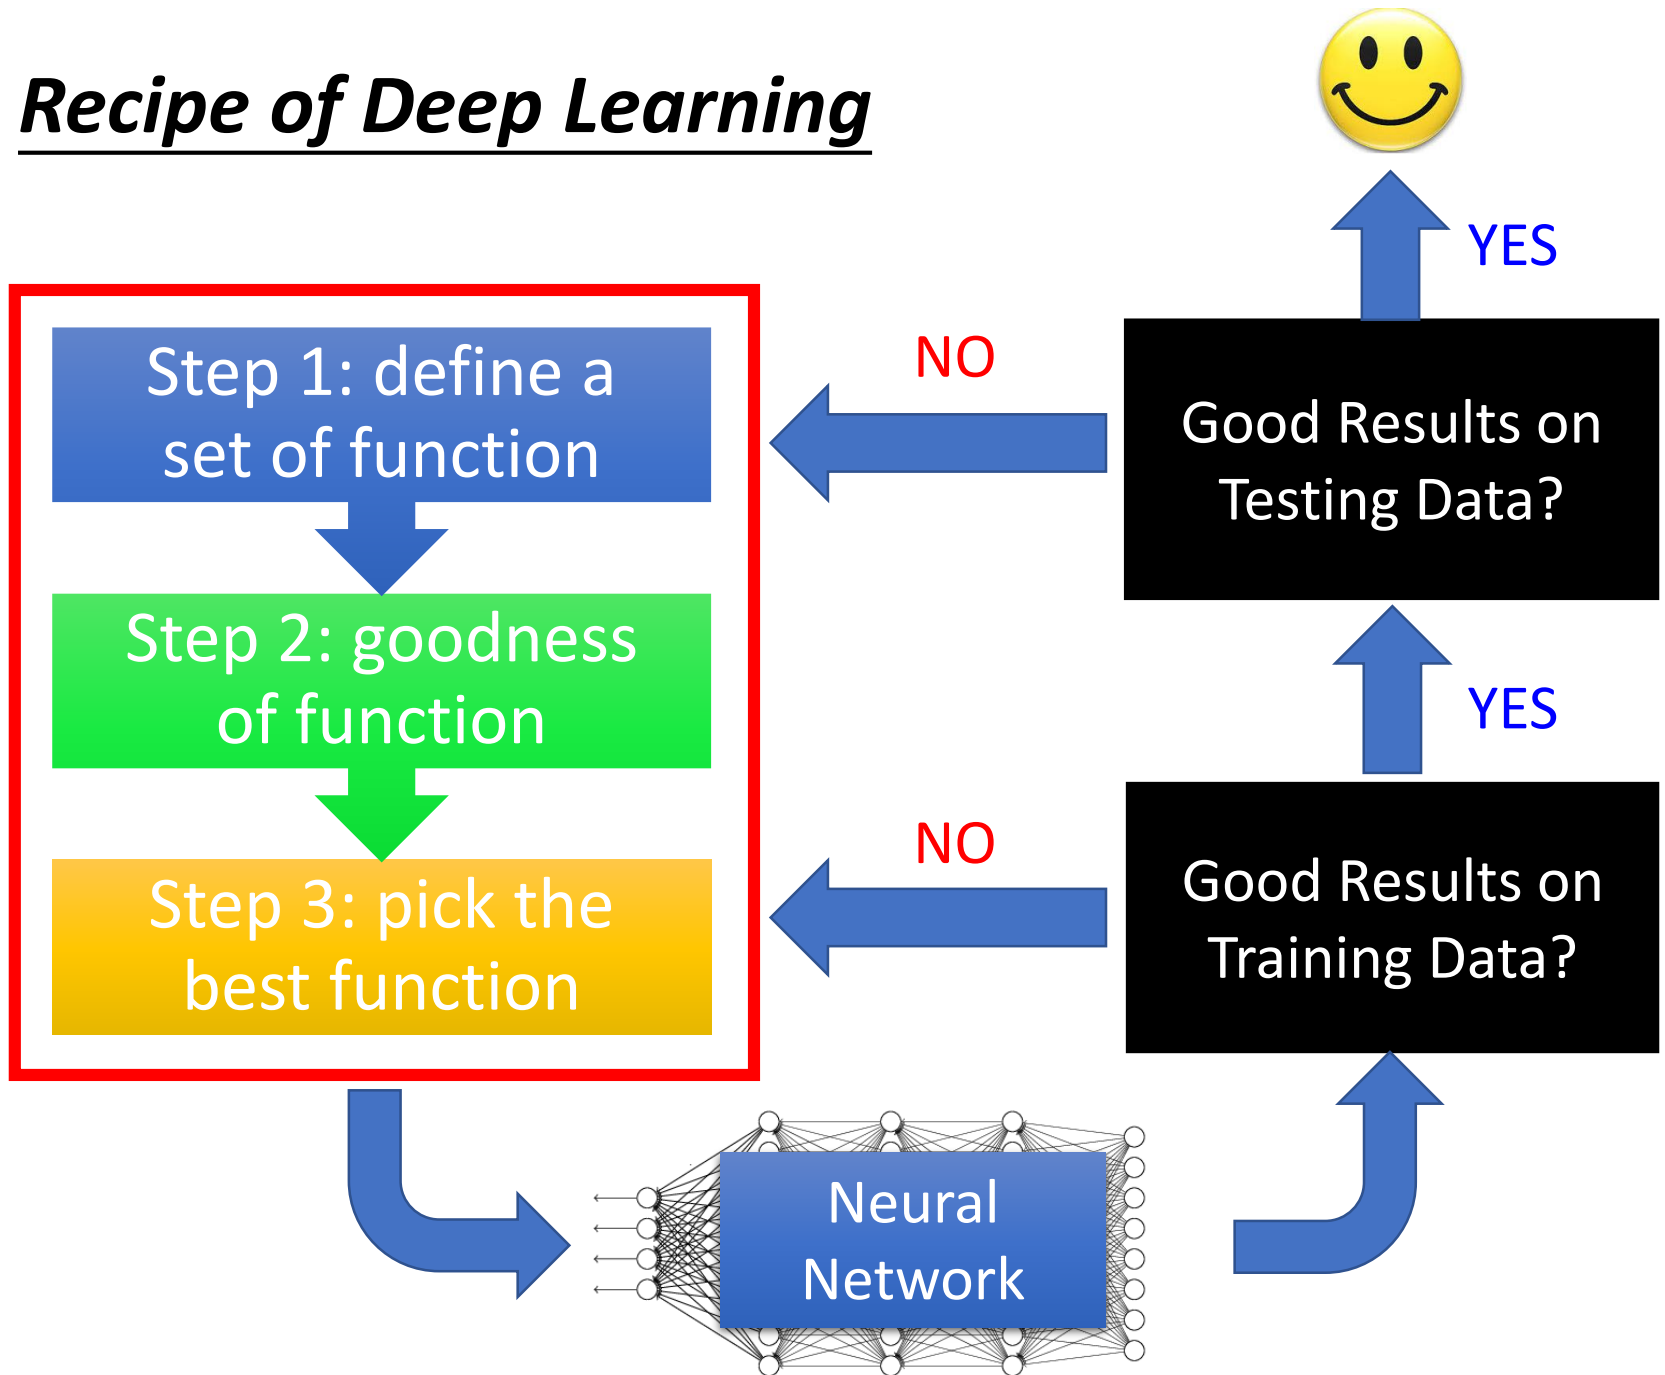 Recipe of Deep Learning
YES
Step 1: define a
set of function
NO
Good Results on
Testing Data?
Step 2: goodness
of function
YES
Step 3: pick the
best function
NO
Good Results on
Training Data?
Neural
Network